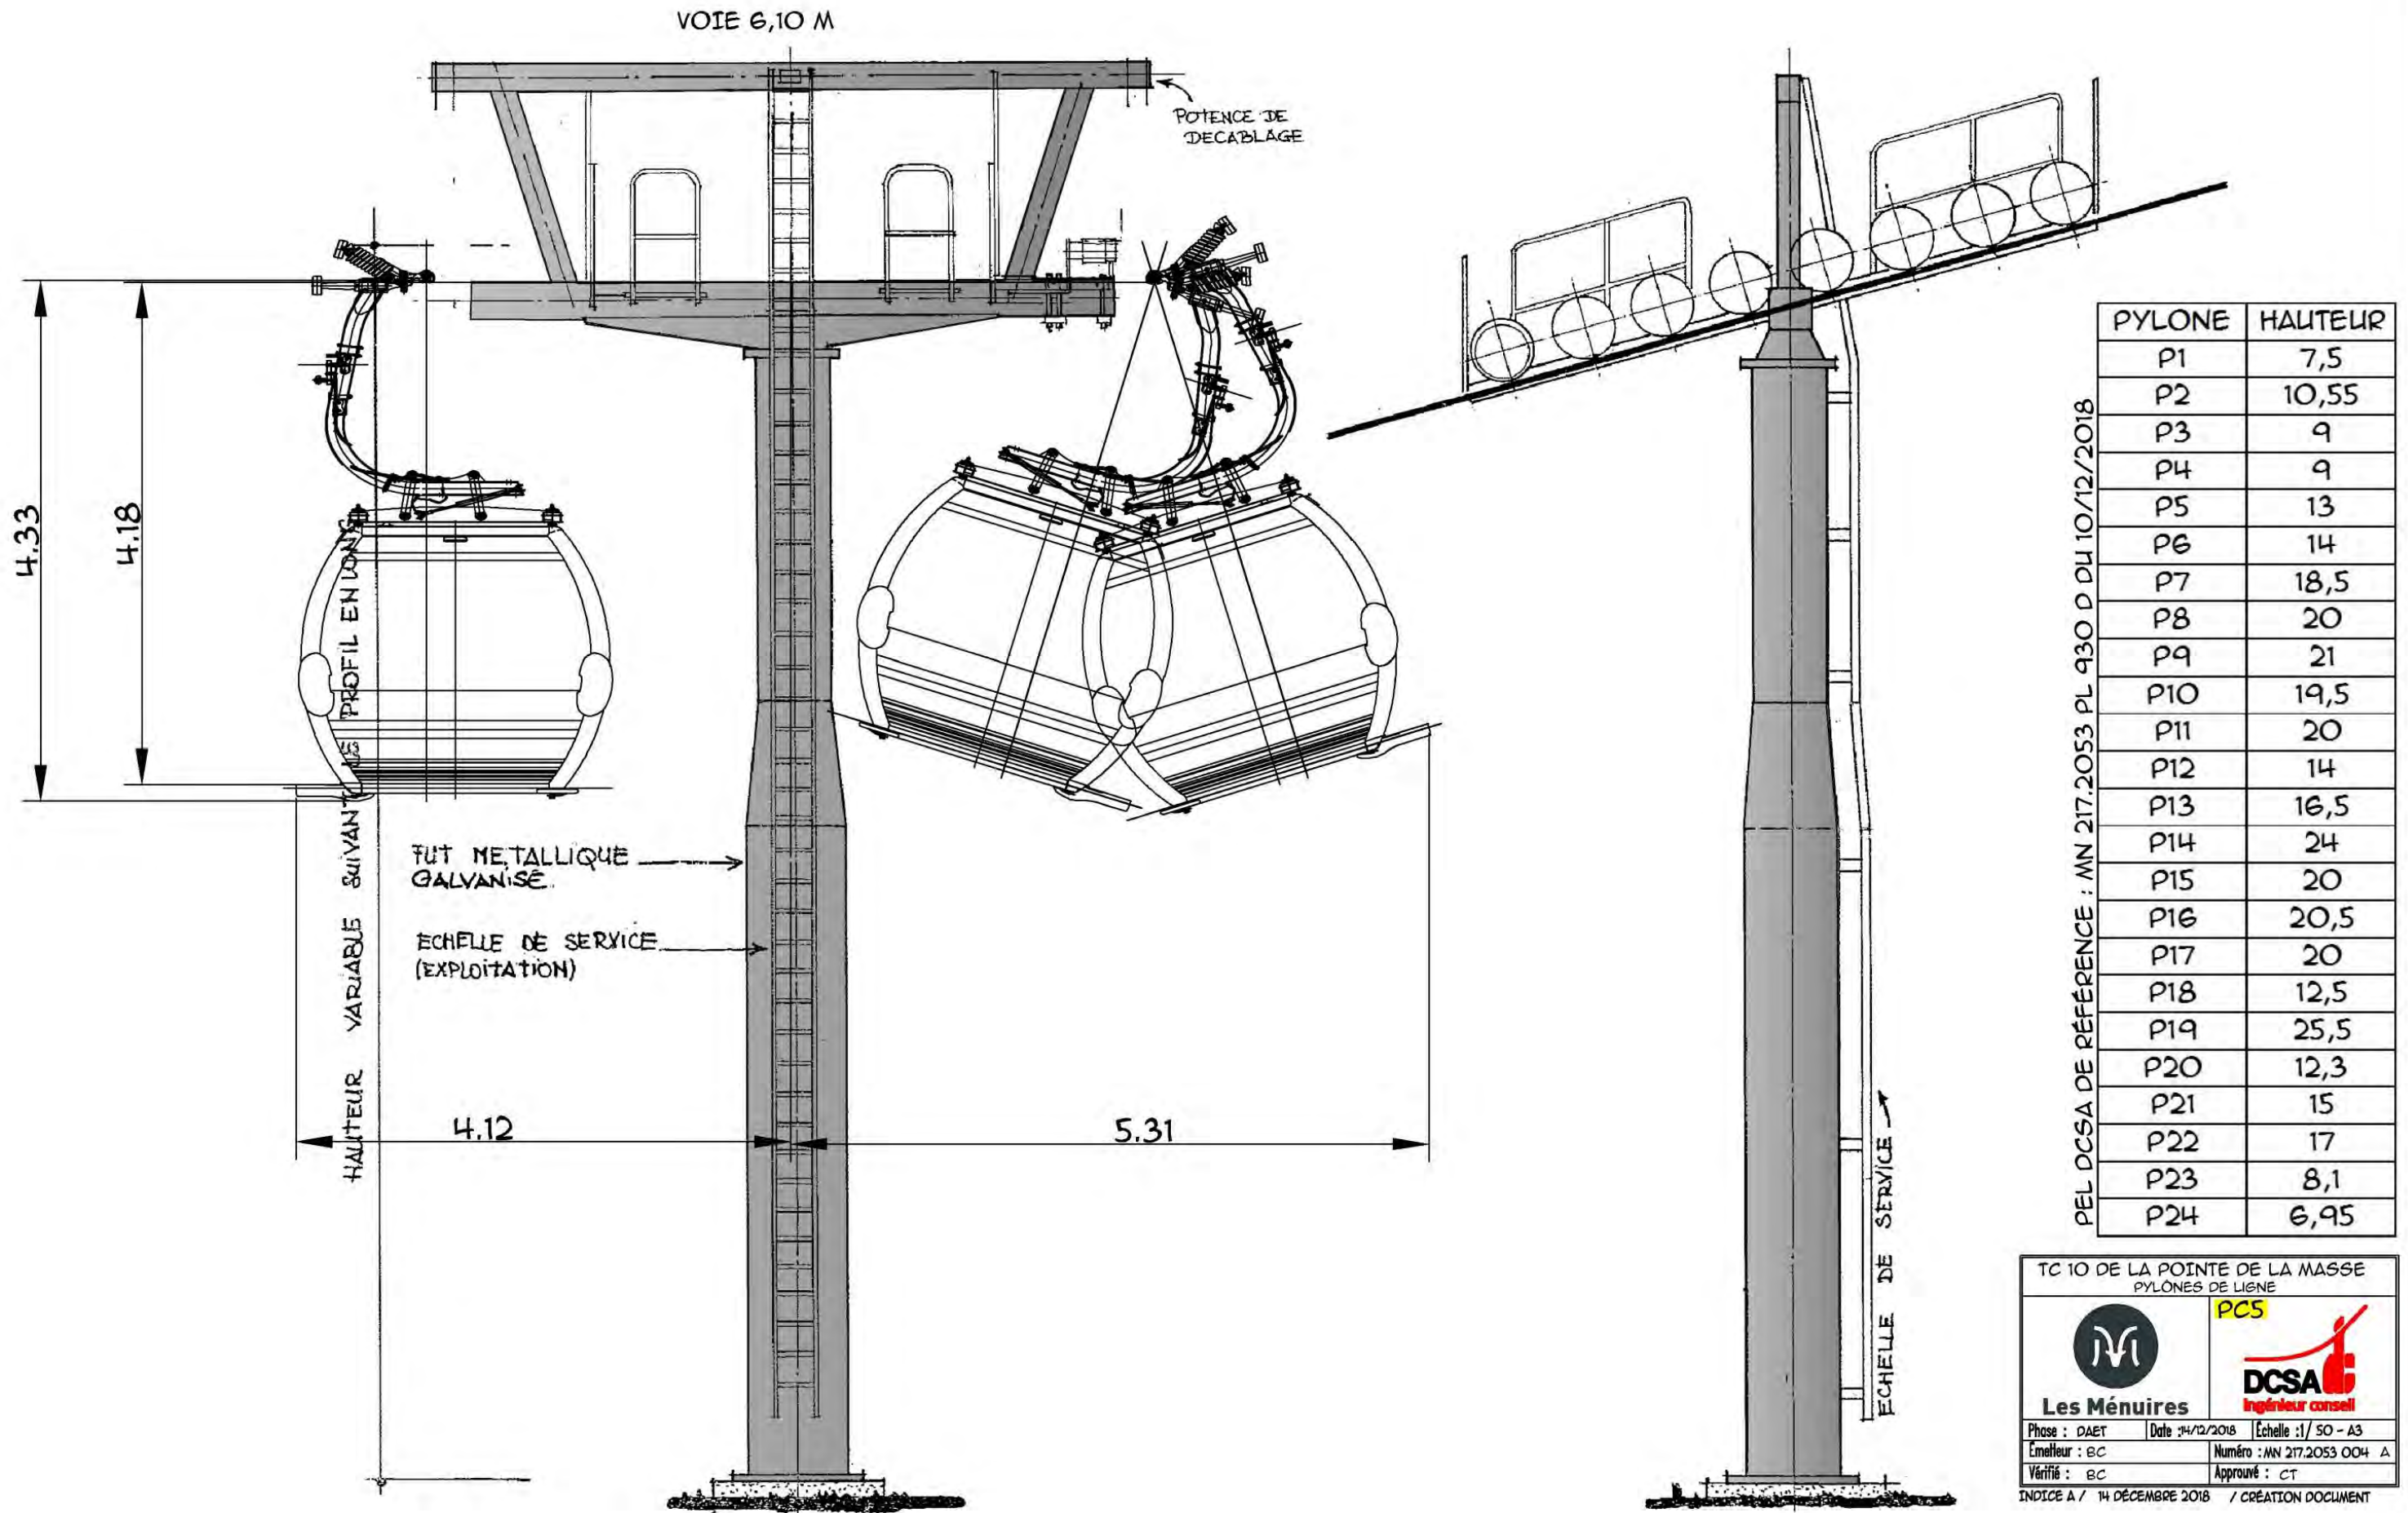 VOIE 6,10 M
POTENCE DE
DECABLAGE
4.33
4.18
HAUTEUR VARIABLE SUIVANT LE PROFIL EN LONG
FUT METALLIQUE
GALVANISÉ.
ECHELLE DE SERVICE
(EXPLOITATION)
4.12
5.31
ECHELLE DE SERVICE
PEL DCSA DE RÉFÉRENCE : MN 217.2053 PL 930 D DU 10/12/2018
PYLONE HAUTEUR
P1 7,5
P2 10,55
P3 9
P4 9
P5 13
P6 14
P7 18,5
P8 20
P9 21
P10 19,5
P11 20
P12 14
P13 16,5
P14 24
P15 20
P16 20,5
P17 20
P18 12,5
P19 25,5
P20 12,3
P21 15
P22 17
P23 8,1
P24 6,95
TC 10 DE LA POINTE DE LA MASSE
PYLÔNES DE LIGNE
PC5
Les Ménuires
DCSA
Ingénieur conseil
Phase : DAET Date :14/12/2018 Échelle :1/ 50 - A3
Émetteur : BC Numéro :MN 217.2053 004 A
Vérifié : BC Approuvé : CT
INDICE A / 14 DÉCEMBRE 2018 / CRÉATION DOCUMENT